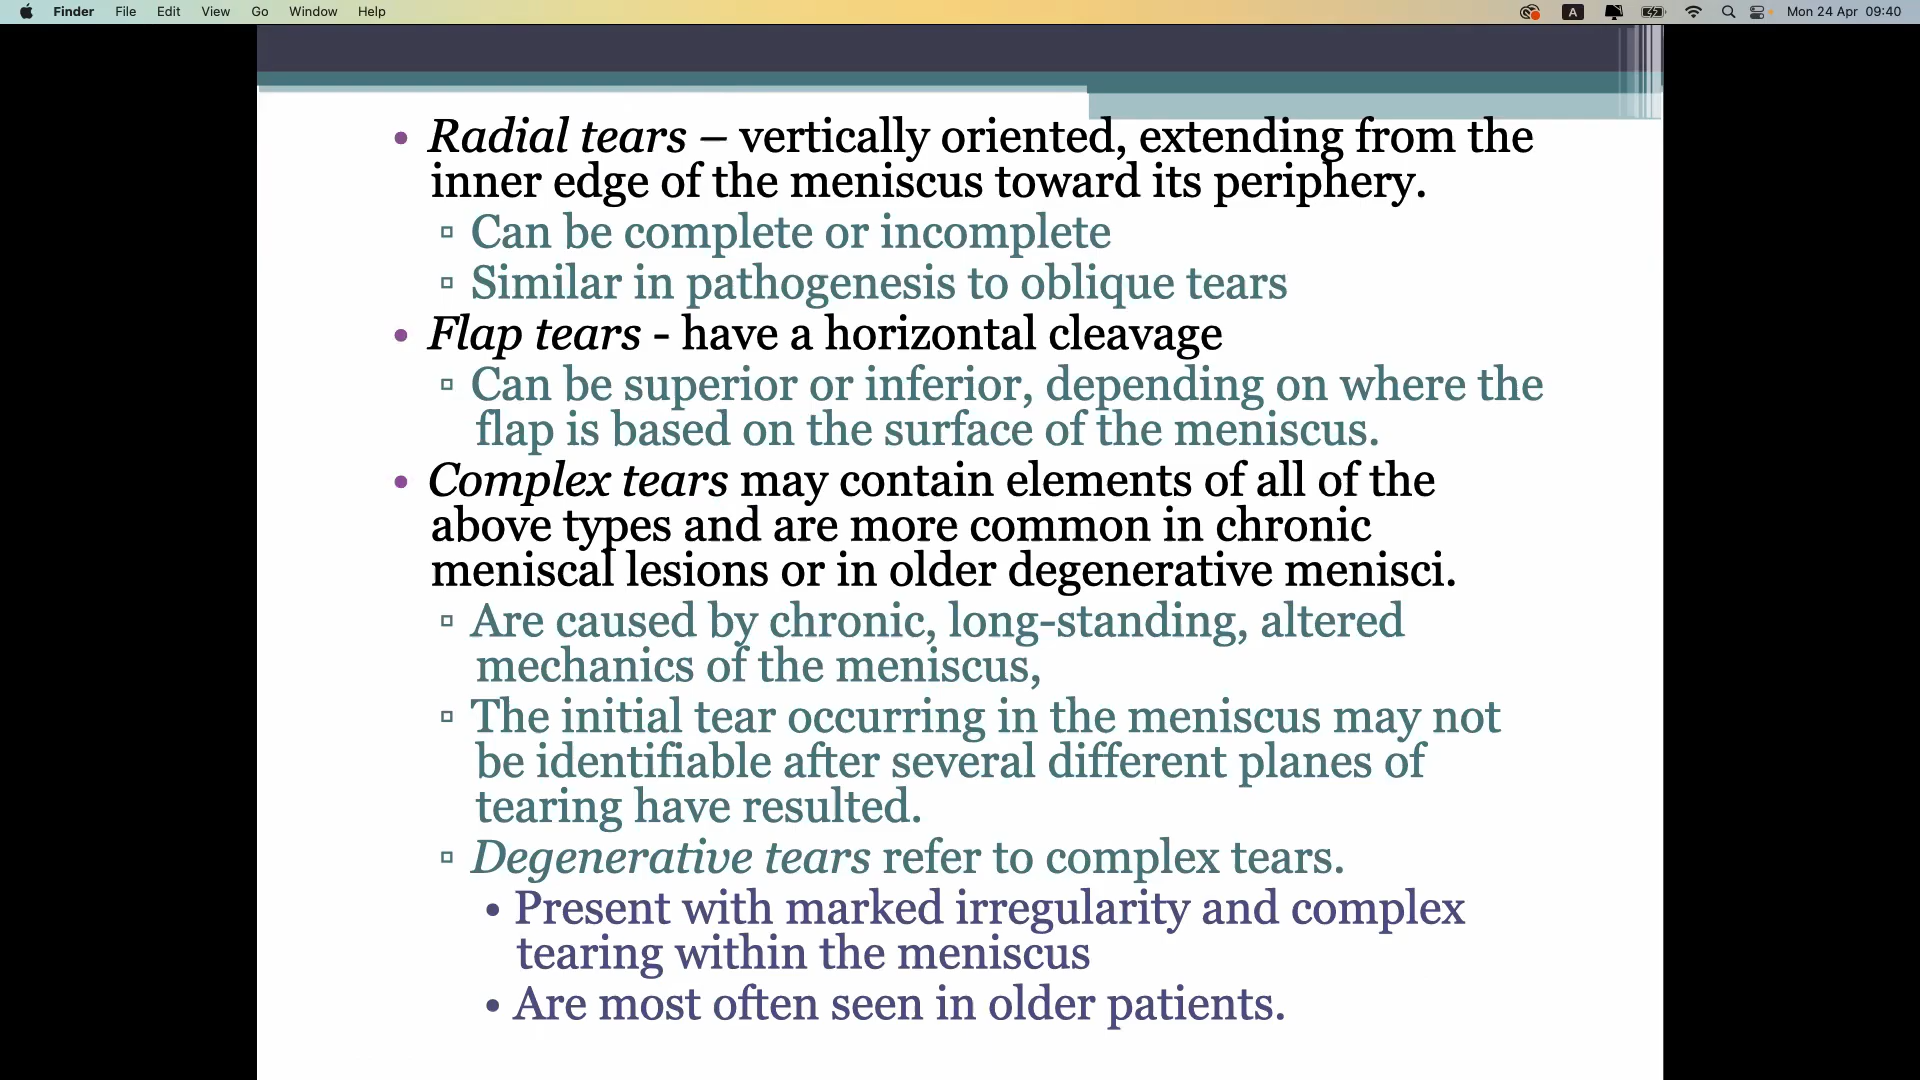 Finder File Edit View Go Window Help A Mon 24 Apr 09:40
• Radial tears – vertically oriented, extending from the
inner edge of the meniscus toward its periphery.
▫ Can be complete or incomplete
▫ Similar in pathogenesis to oblique tears
• Flap tears - have a horizontal cleavage
▫ Can be superior or inferior, depending on where the
flap is based on the surface of the meniscus.
• Complex tears may contain elements of all of the
above types and are more common in chronic
meniscal lesions or in older degenerative menisci.
▫ Are caused by chronic, long-standing, altered
mechanics of the meniscus,
▫ The initial tear occurring in the meniscus may not
be identifiable after several different planes of
tearing have resulted.
▫ Degenerative tears refer to complex tears.
• Present with marked irregularity and complex
tearing within the meniscus
• Are most often seen in older patients.